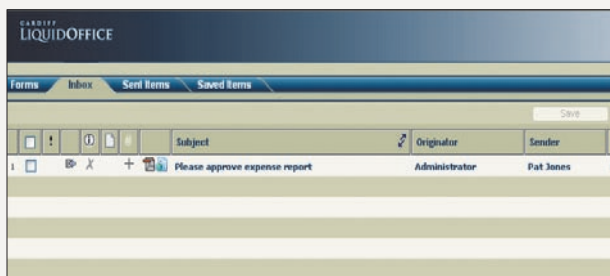 CARDIFF
LIQUIDOFFICE
Forms Inbox Sent Items Saved Items
Save
! Subject Originator Sender
1 Please approve expense report Administrator Pat Jones